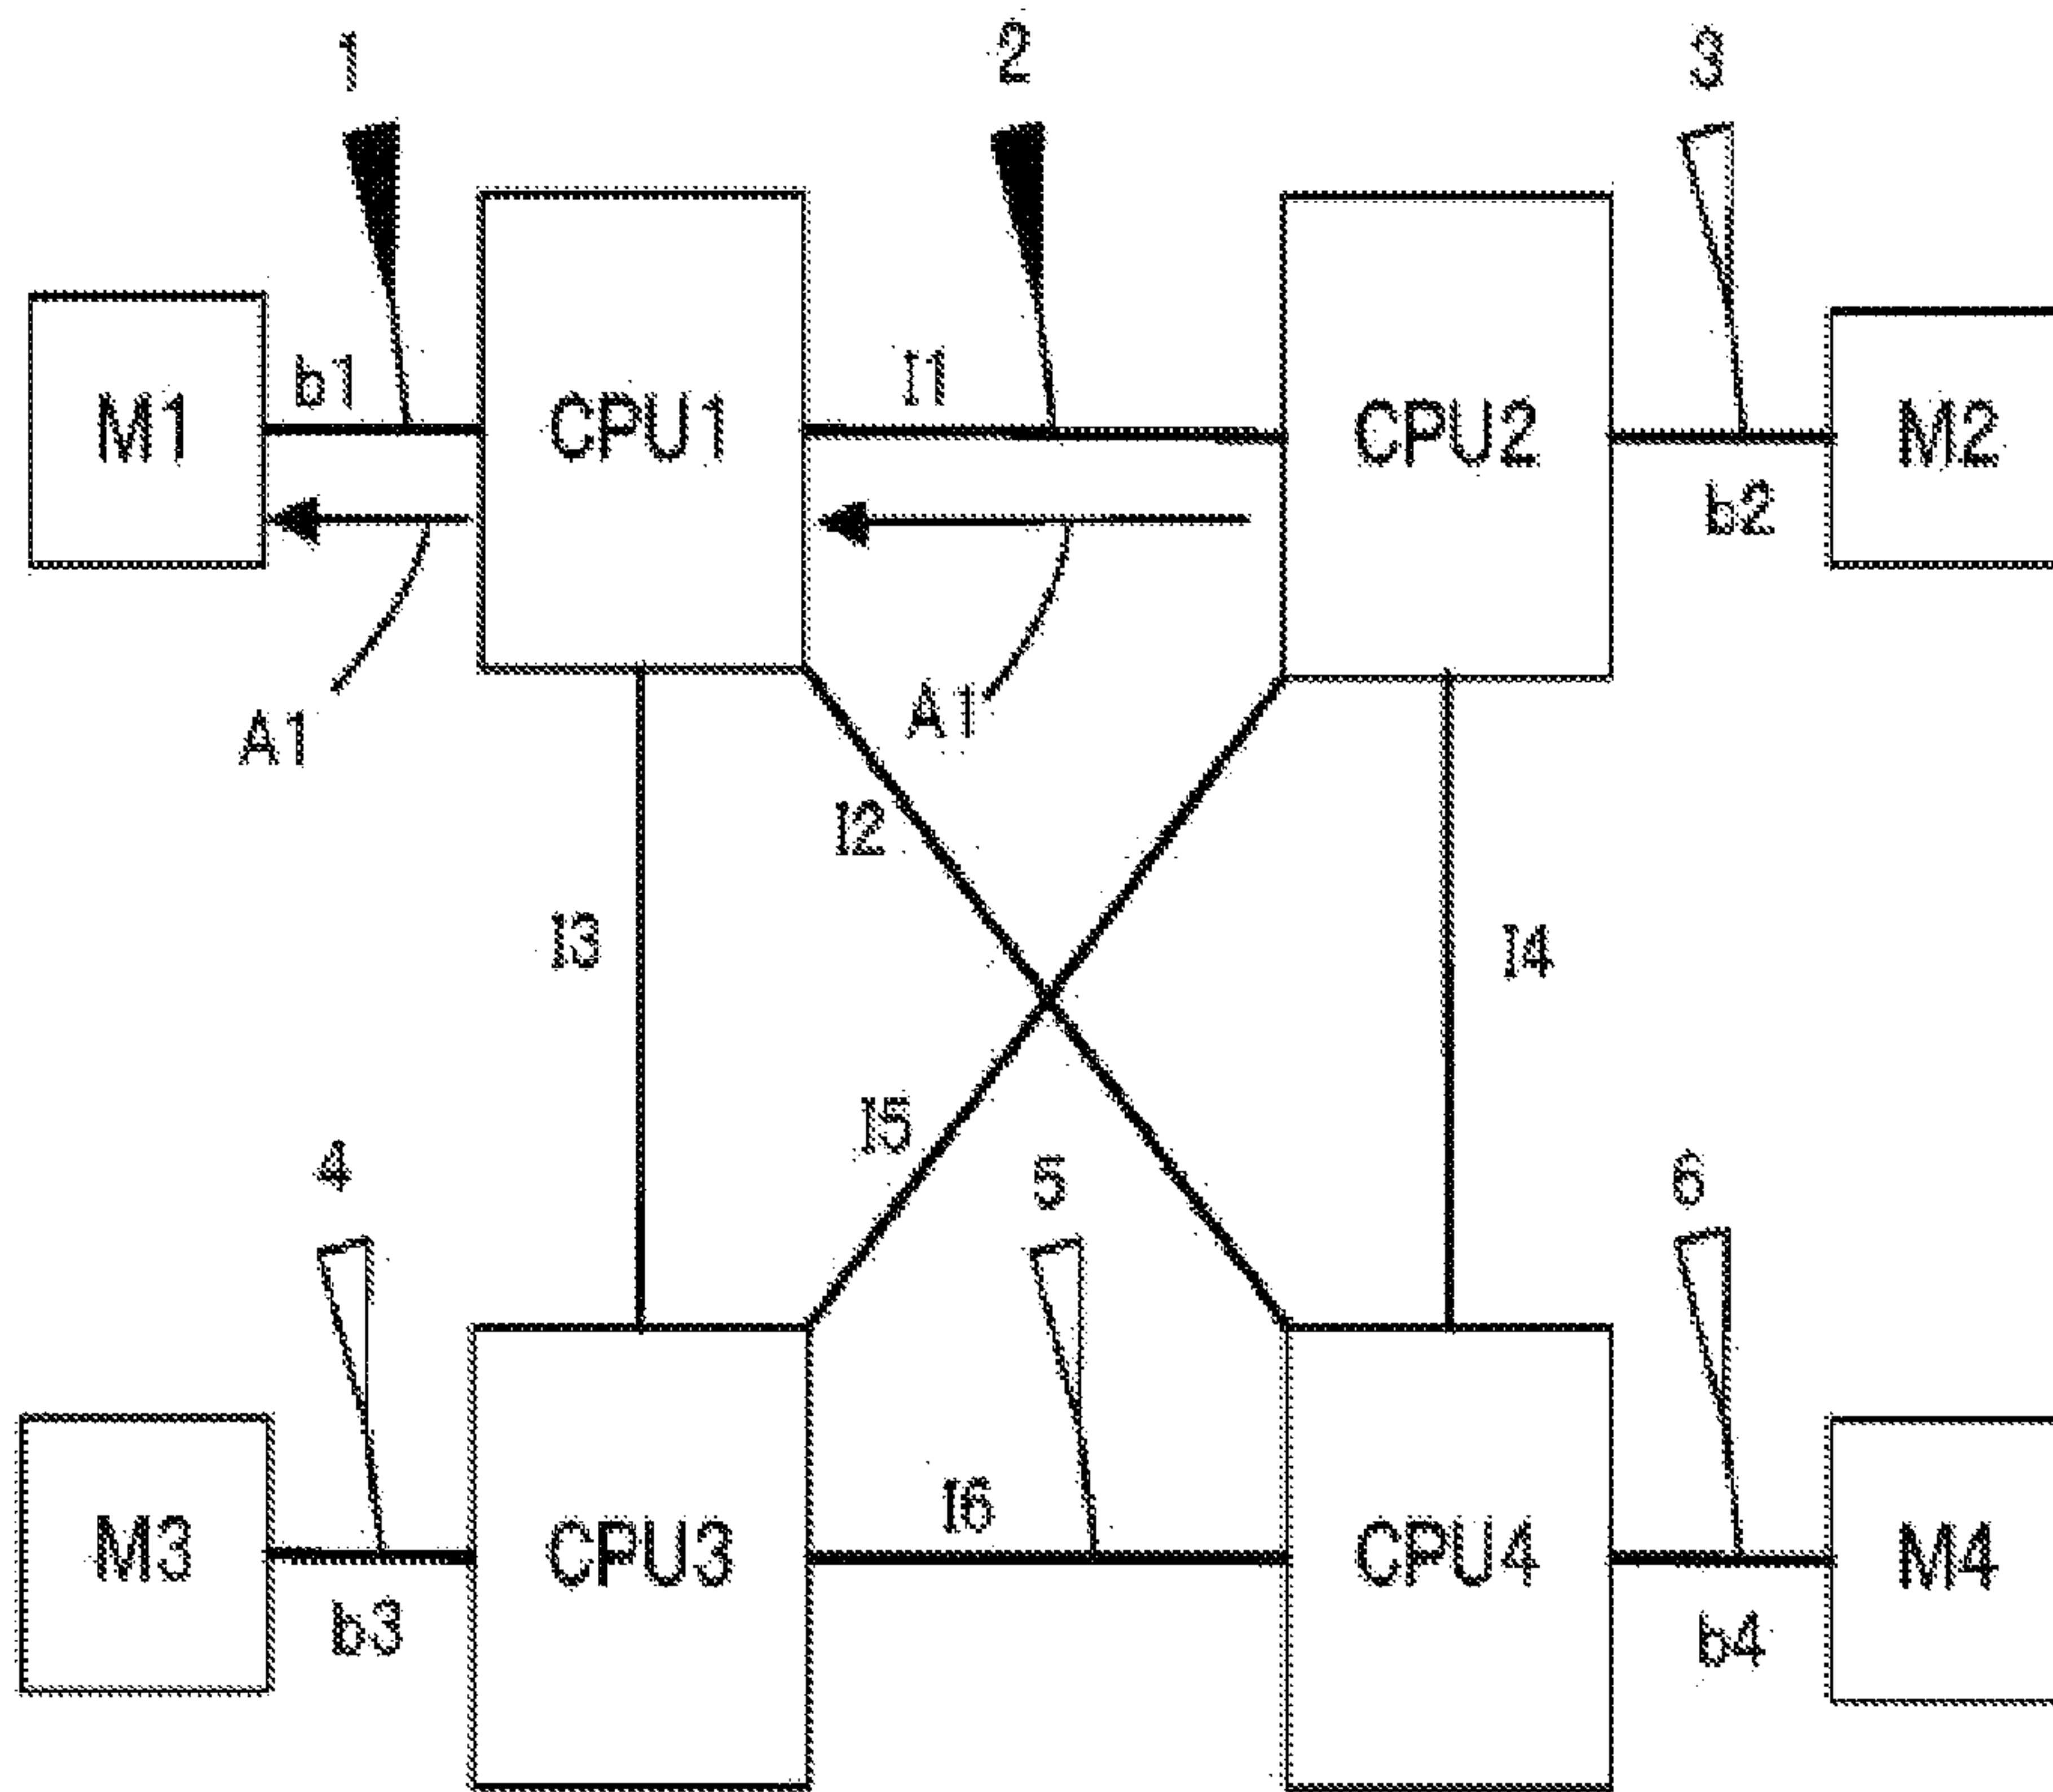 1 2 3
b1 I1
M1 CPU1 CPU2 M2
b2
A1 A1
I2
I3 I4
I5
4 5 6
I6
M3 CPU3 CPU4 M4
b3 b4